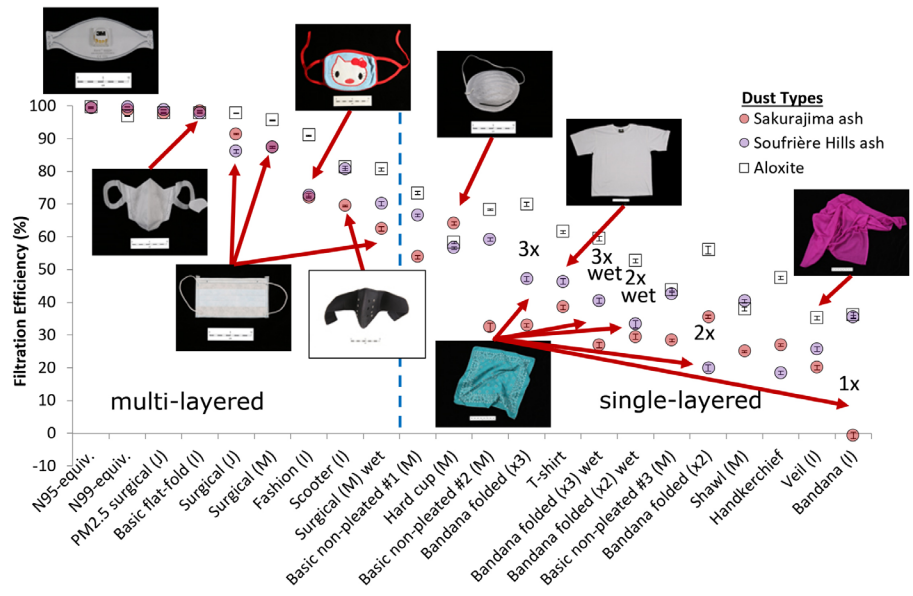 3M
100
90
80
70
60
50
40
30
20
10
0
-10
Filtration Efficiency (%)
Dust Types
Sakurajima ash
Soufrière Hills ash
Aloxite
3x
3x
wet
2x
wet
2x
1x
multi-layered
single-layered
N95-equiv.
N99-equiv.
PM2.5 surgical (J)
Basic flat-fold (I)
Surgical (J)
Surgical (M)
Fashion (I)
Scooter (I)
Surgical (M) wet
Basic non-pleated #1 (M)
Hard cup (M)
Basic non-pleated #2 (M)
Bandana folded (x3)
T-shirt
Bandana folded (x3) wet
Bandana folded (x2) wet
Basic non-pleated #3 (M)
Bandana folded (x2)
Shawl (M)
Handkerchief
Veil (I)
Bandana (I)